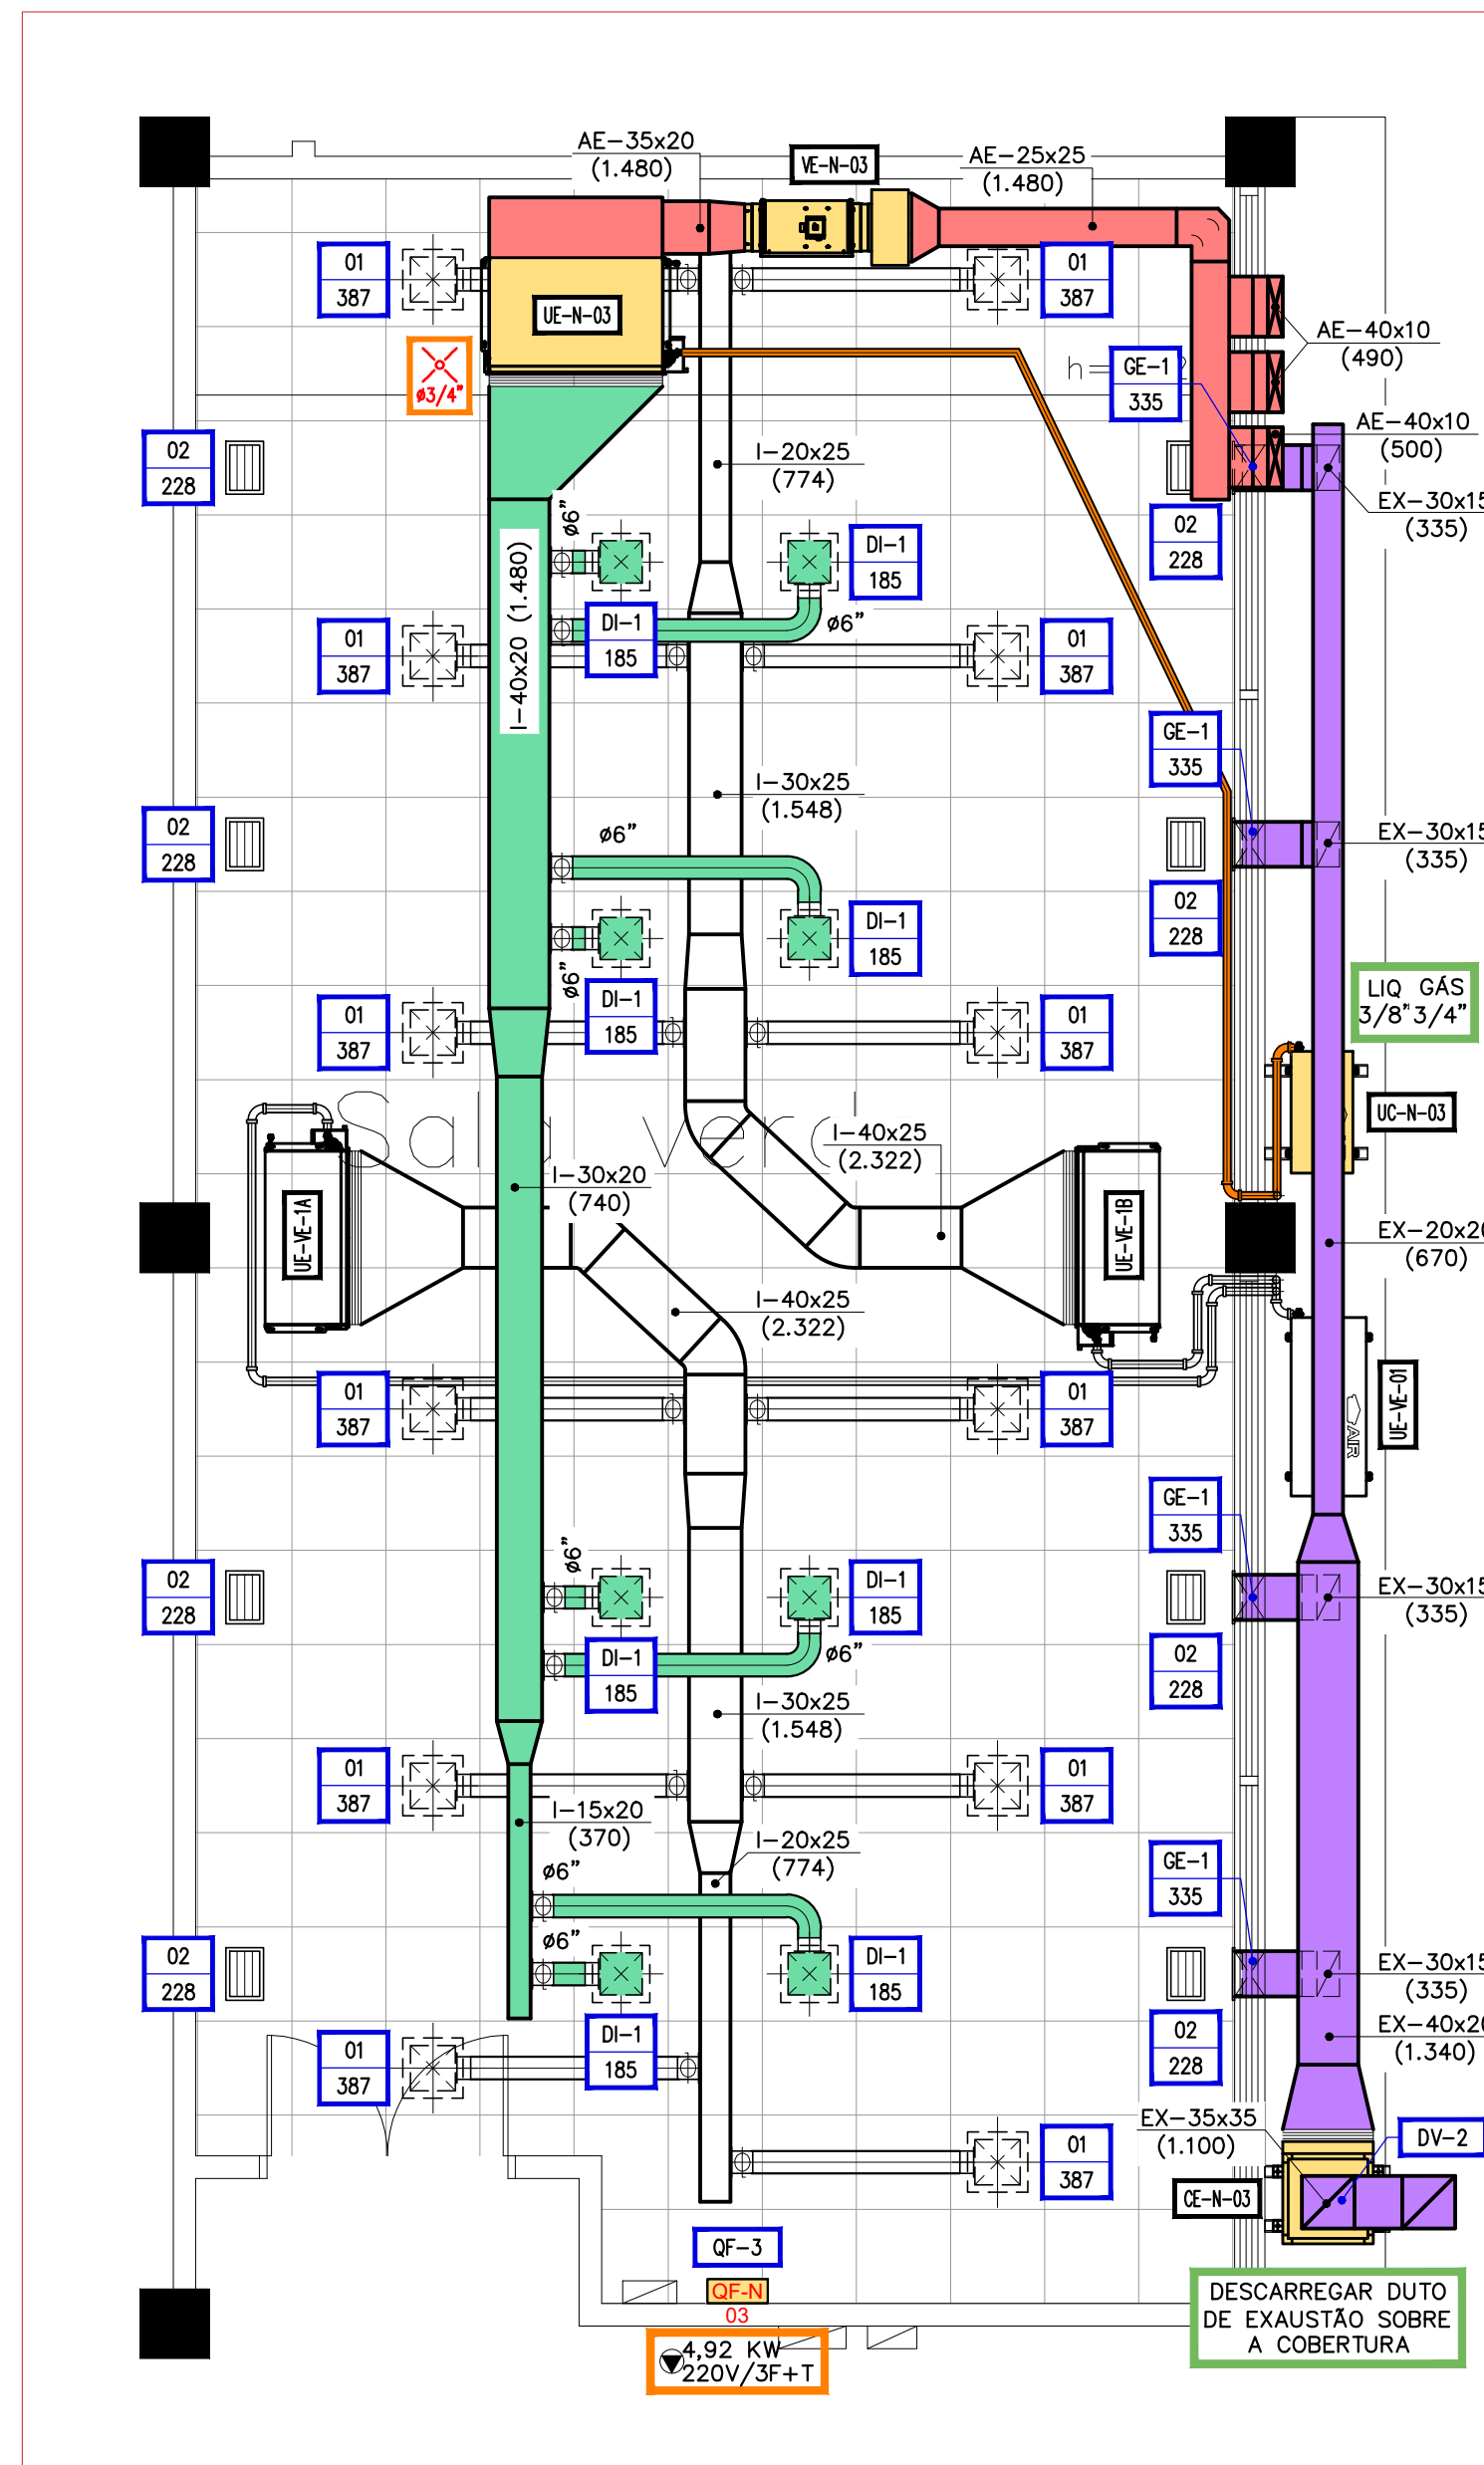 AE-35x20
(1.480)
VE-N-03
AE-25x25
(1.480)
01
387
01
387
UE-N-03
AE-40x10
(490)
ø3/4"
h=
GE-1
335
AE-40x10
(500)
02
228
I-20x25
(774)
EX-30x15
(335)
ø6"
02
228
I-40x20 (1.480)
DI-1
185
DI-1
185
ø6"
01
387
01
387
GE-1
335
I-30x25
(1.548)
ø6"
02
228
EX-30x15
(335)
02
228
DI-1
185
ø6"
DI-1
185
01
387
01
387
LIQ GÁS
3/8" 3/4"
UC-N-03
I-40x25
(2.322)
I-30x20
(740)
UE-VE-1A
UE-VE-1B
EX-20x20
(670)
I-40x25
(2.322)
01
387
01
387
UE-VE-01
AIR
GE-1
335
ø6"
02
228
DI-1
185
EX-30x15
(335)
DI-1
185
ø6"
02
228
I-30x25
(1.548)
01
387
01
387
I-15x20
(370)
I-20x25
(774)
ø6"
GE-1
335
ø6"
02
228
DI-1
185
EX-30x15
(335)
DI-1
185
02
228
EX-40x20
(1.340)
01
387
EX-35x35
(1.100)
DV-2
01
387
CE-N-03
QF-3
QF-N
03
DESCARREGAR DUTO
DE EXAUSTÃO SOBRE
A COBERTURA
4,92 KW
220V/3F+T